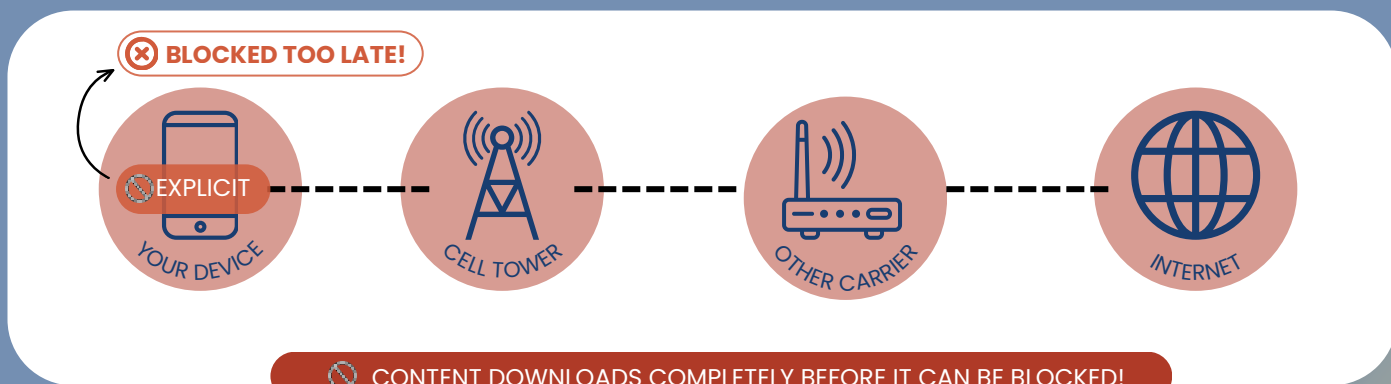 BLOCKED TOO LATE!
EXPLICIT
YOUR DEVICE
CELL TOWER
OTHER CARRIER
INTERNET
CONTENT DOWNLOADS COMPLETELY BEFORE IT CAN BE BLOCKED!